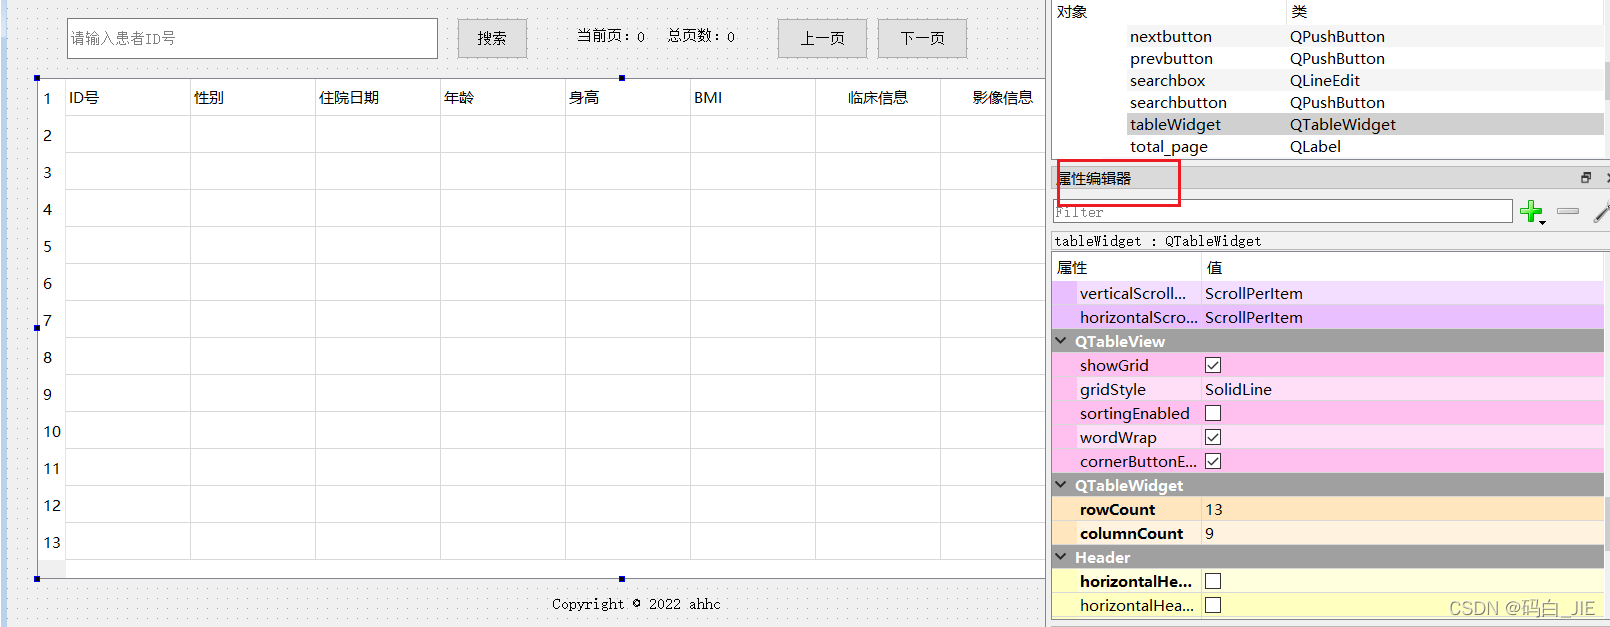 请输入患者ID号
搜索
当前页：0
总页数：0
上一页
下一页
1 ID号 性别 住院日期 年龄 身高 BMI 临床信息 影像信息
2
3
4
5
6
7
8
9
10
11
12
13
Copyright © 2022 ahhc
对象 类
nextbutton QPushButton
prevbutton QPushButton
searchbox QLineEdit
searchbutton QPushButton
tableWidget QTableWidget
total_page QLabel
属性编辑器
Filter
tableWidget : QTableWidget
属性 值
verticalScroll... ScrollPerItem
horizontalScro... ScrollPerItem
QTableView
showGrid
gridStyle SolidLine
sortingEnabled
wordWrap
cornerButtonE...
QTableWidget
rowCount 13
columnCount 9
Header
horizontalHe...
horizontalHea...
CSDN @码白_JIE